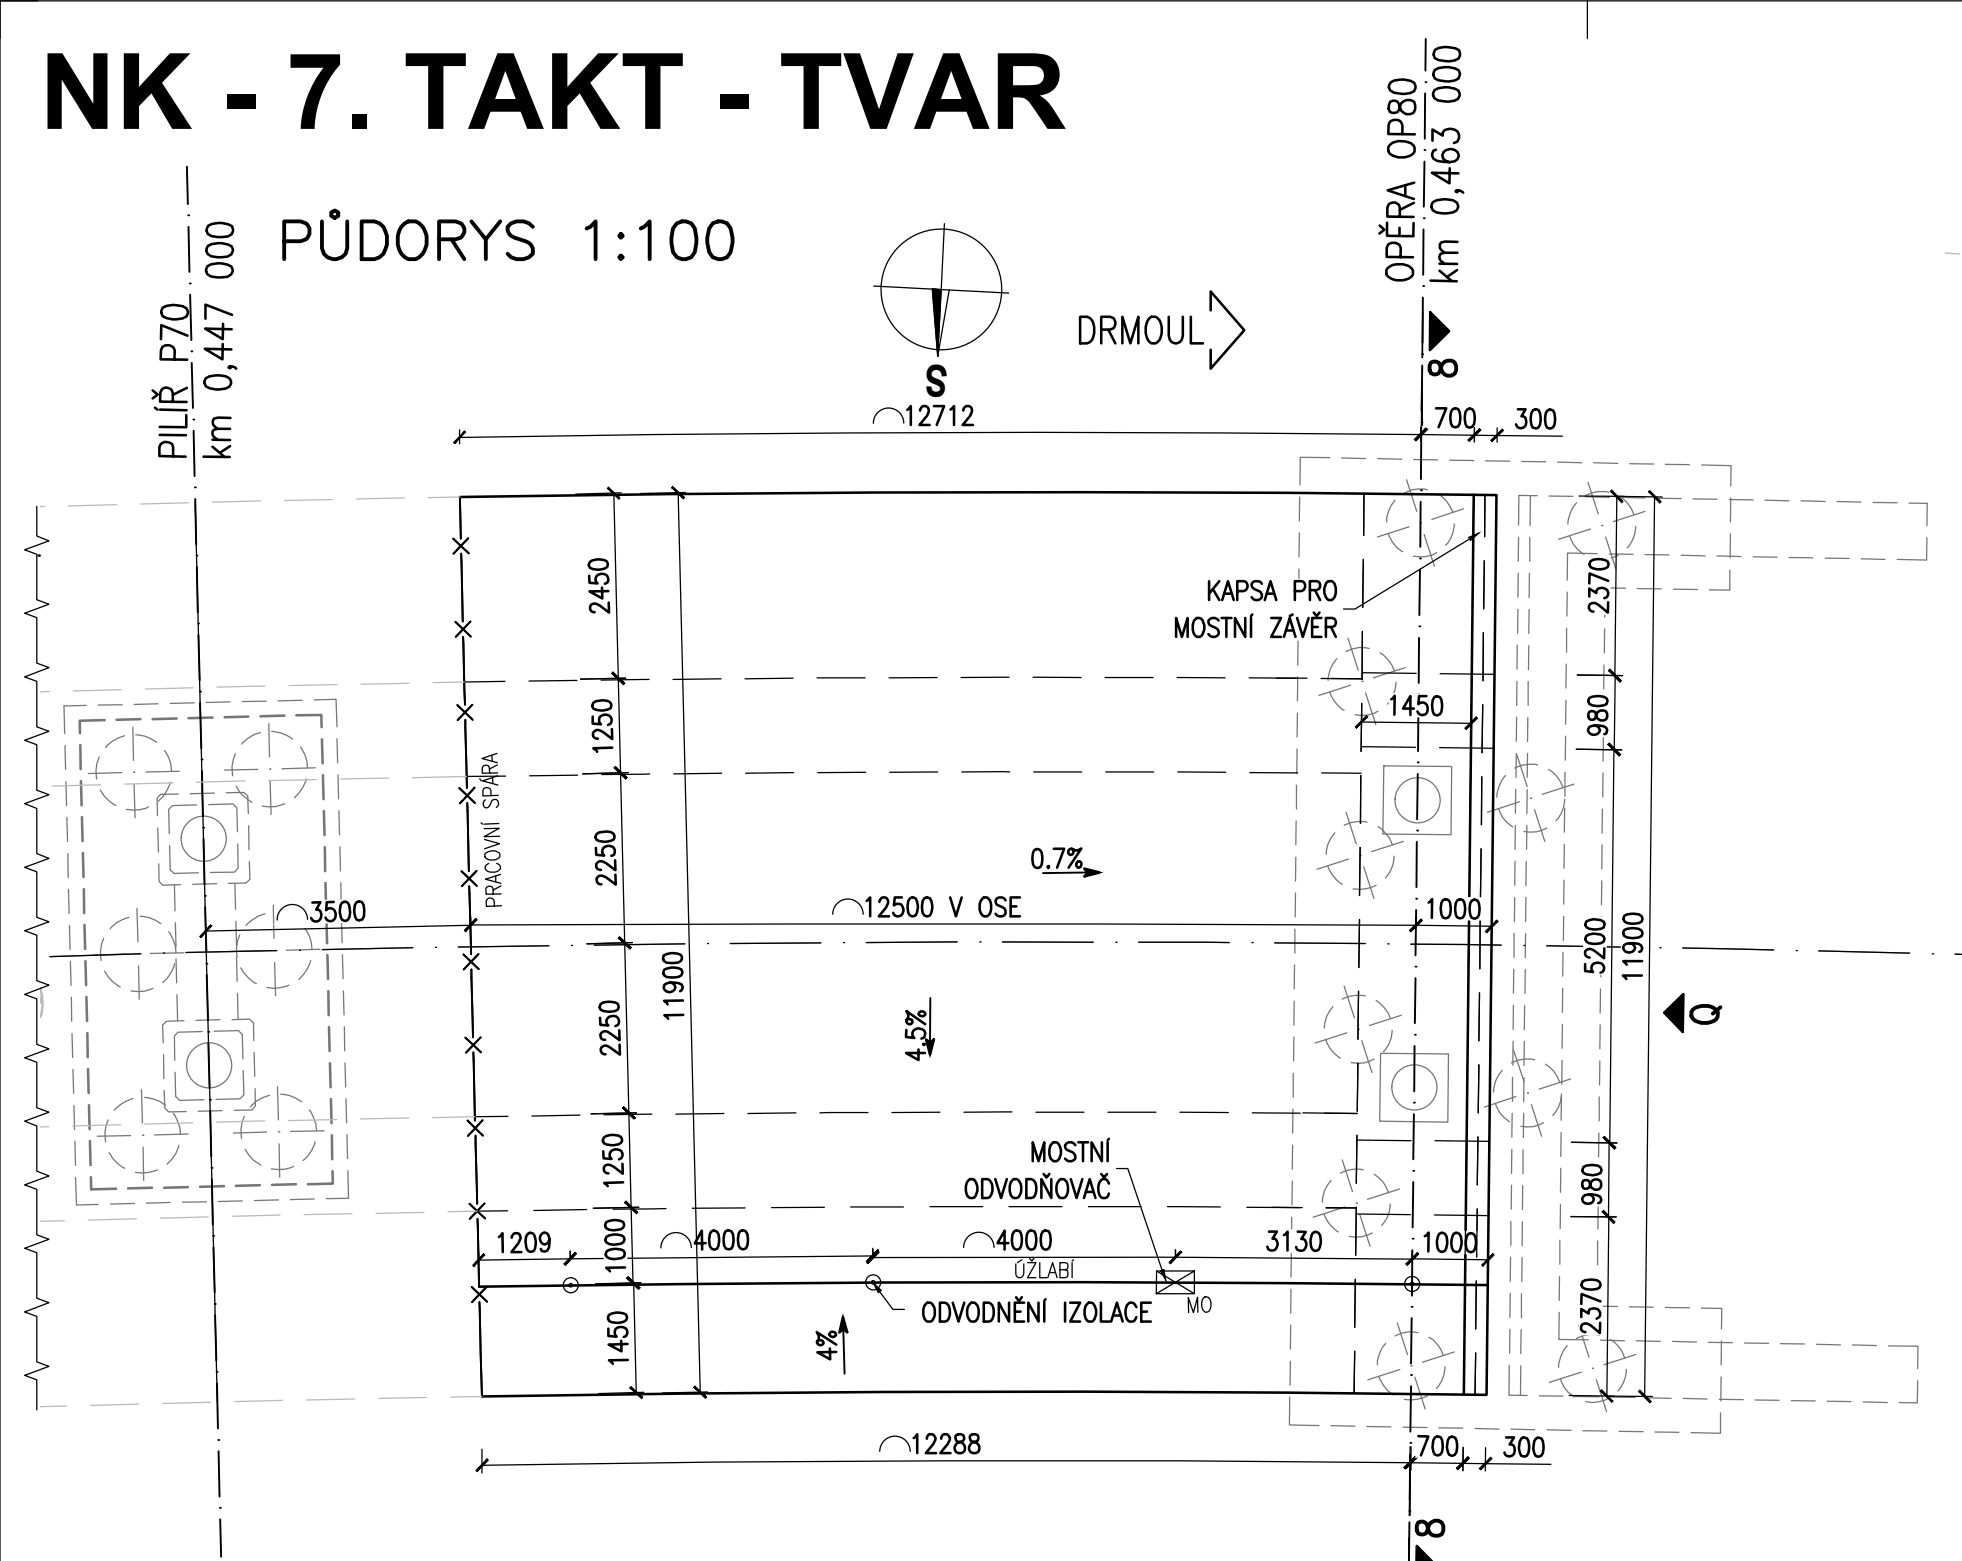 NK - 7. TAKT - TVAR
PŮDORYS 1:100
PILÍŘ P70
km 0,447 000
OPĚRA OP80
km 0,463 000
DRMOUL
S
8
12712
700
300
2450
1250
2250
2250
1250
1000
1450
11900
PRACOVNÍ SPÁRA
KAPSA PRO
MOSTNÍ ZÁVĚR
1450
0.7%
3500
12500 V OSE
1000
4.5%
2370
980
5200
11900
980
2370
Q
MOSTNÍ
ODVODŇOVAČ
1209
4000
4000
3130
1000
ÚŽLABÍ
MO
ODVODNĚNÍ IZOLACE
4%
12288
700
300
8